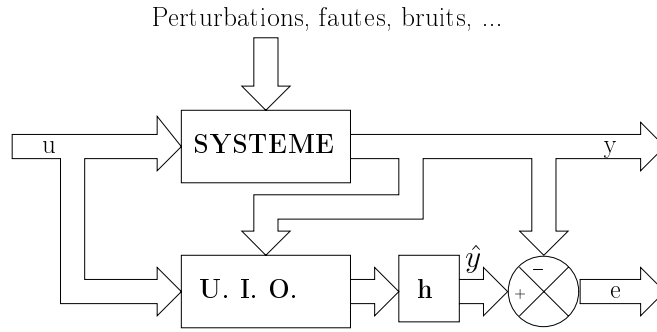 Perturbations, fautes, bruits, ...
u
SYSTEME
y
U. I. O.
h
ŷ
−
+
e